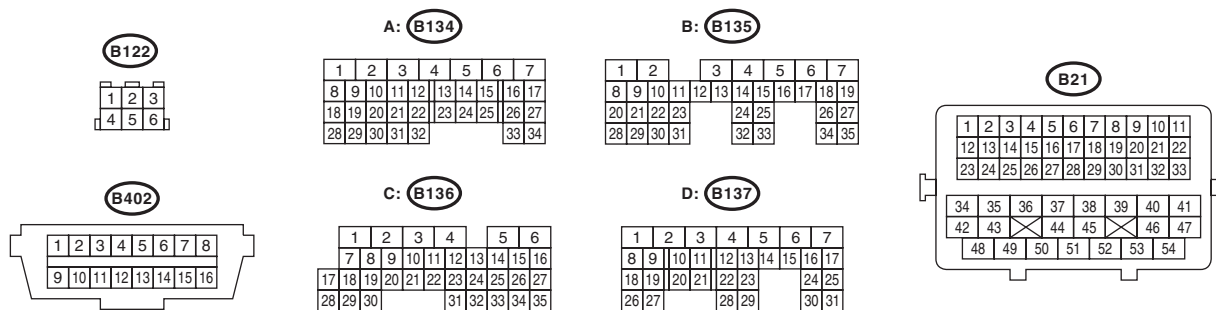 B122
1 2 3
4 5 6
A: B134
1 2 3 4 5 6 7
8 9 10 11 12 13 14 15 16 17
18 19 20 21 22 23 24 25 26 27
28 29 30 31 32 33 34
B: B135
1 2 3 4 5 6 7
8 9 10 11 12 13 14 15 16 17 18 19
20 21 22 23 24 25 26 27
28 29 30 31 32 33 34 35
B21
1 2 3 4 5 6 7 8 9 10 11
12 13 14 15 16 17 18 19 20 21 22
23 24 25 26 27 28 29 30 31 32 33
34 35 36 37 38 39 40 41
42 43 44 45 46 47
48 49 50 51 52 53 54
B402
1 2 3 4 5 6 7 8
9 10 11 12 13 14 15 16
C: B136
1 2 3 4 5 6
7 8 9 10 11 12 13 14 15 16
17 18 19 20 21 22 23 24 25 26 27
28 29 30 31 32 33 34 35
D: B137
1 2 3 4 5 6 7
8 9 10 11 12 13 14 15 16 17
18 19 20 21 22 23 24 25
26 27 28 29 30 31